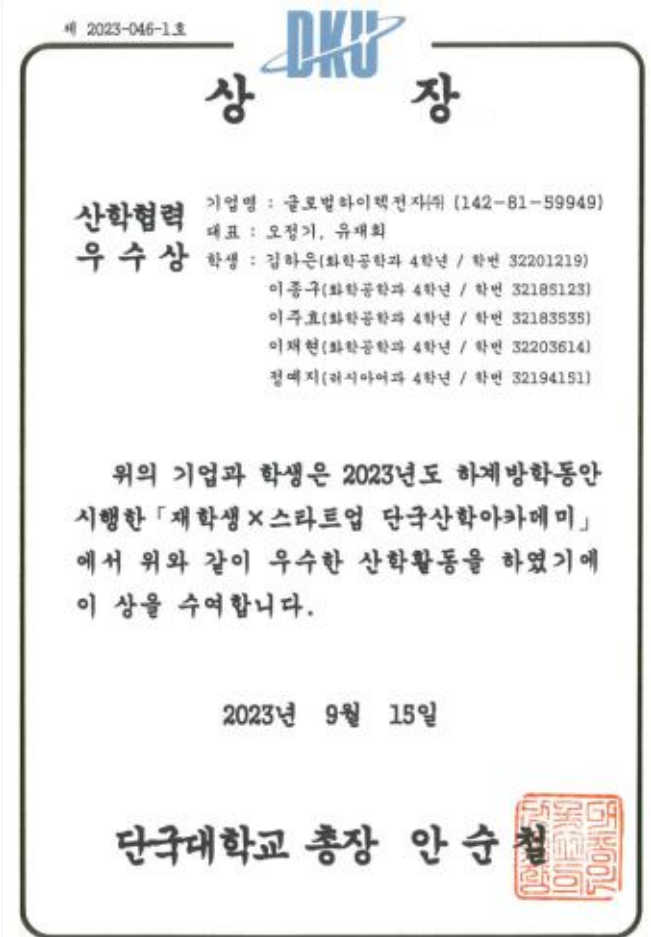 제 2023-046-1호
DKU
상 장
산학협력
우 수 상
기업명 : 글로벌하이텍전자㈜ (142-81-59949)
대표 : 오정기, 유재희
학생 : 김하은(화학공학과 4학년 / 학번 32201219)
이종구(화학공학과 4학년 / 학번 32185123)
이주효(화학공학과 4학년 / 학번 32183535)
이재현(화학공학과 4학년 / 학번 32203614)
정예지(러시아어과 4학년 / 학번 32194151)
위의 기업과 학생은 2023년도 하계방학동안
시행한「재학생×스타트업 단국산학아카데미」
에서 위와 같이 우수한 산학활동을 하였기에
이 상을 수여합니다.
2023년 9월 15일
단국대학교 총장 안 순 철